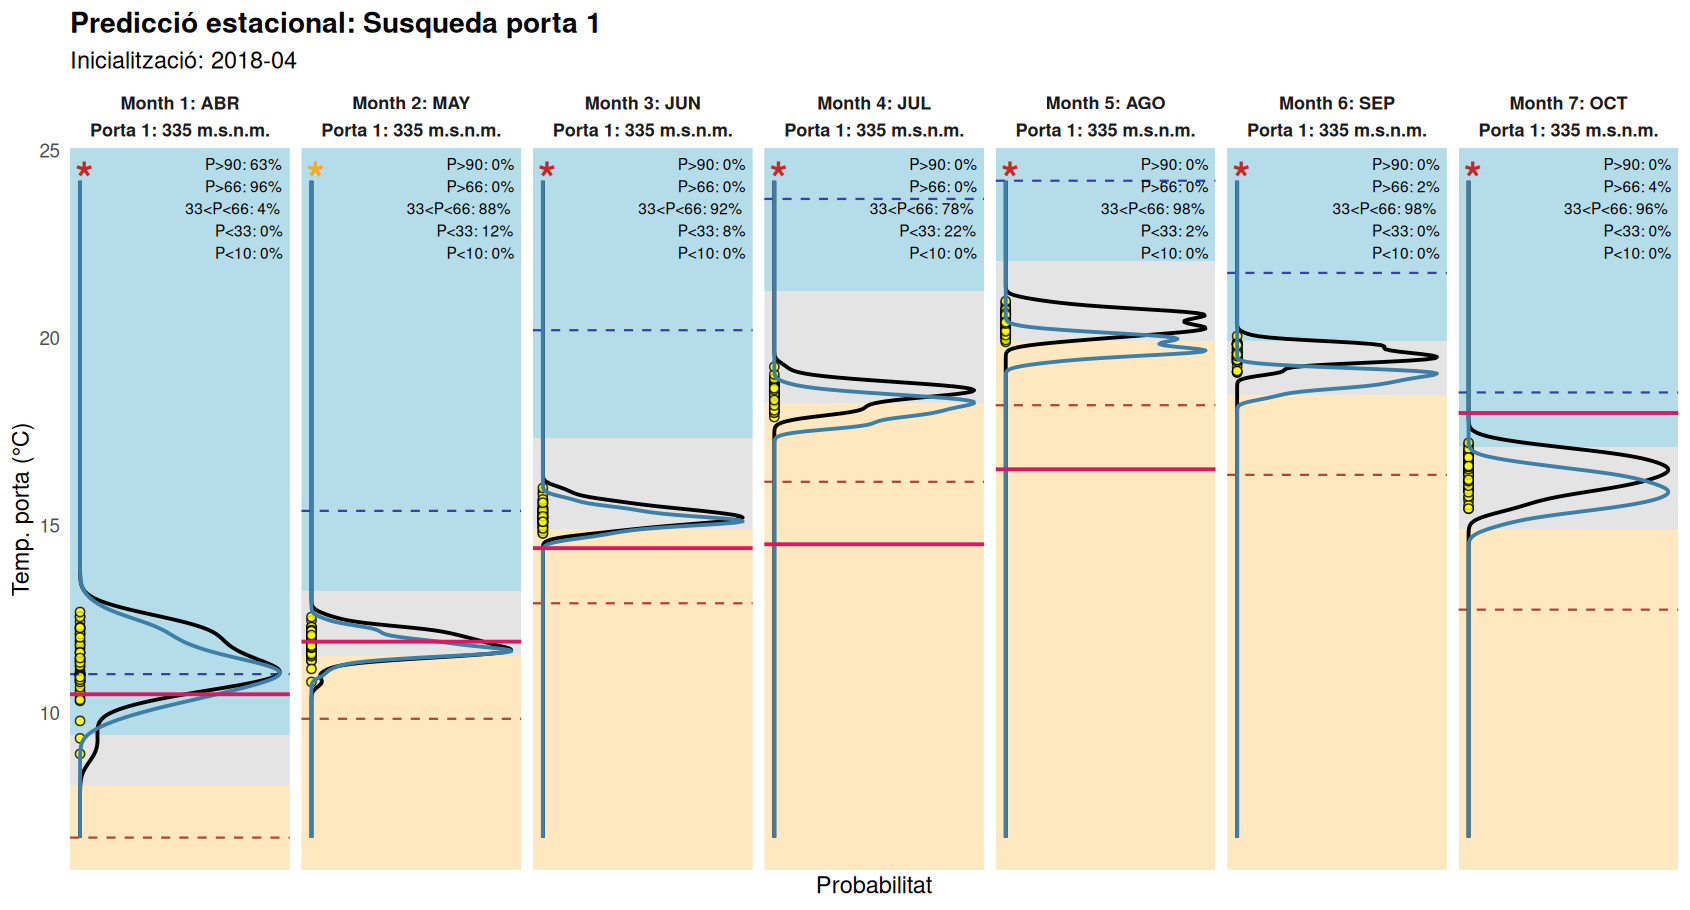 Predicció estacional: Susqueda porta 1
Inicialització: 2018-04
Month 1: ABR
Porta 1: 335 m.s.n.m.
Month 2: MAY
Porta 1: 335 m.s.n.m.
Month 3: JUN
Porta 1: 335 m.s.n.m.
Month 4: JUL
Porta 1: 335 m.s.n.m.
Month 5: AGO
Porta 1: 335 m.s.n.m.
Month 6: SEP
Porta 1: 335 m.s.n.m.
Month 7: OCT
Porta 1: 335 m.s.n.m.
Temp. porta (°C)
25
20
15
10
*
P>90: 63%
P>66: 96%
33<P<66: 4%
P<33: 0%
P<10: 0%
*
P>90: 0%
P>66: 0%
33<P<66: 88%
P<33: 12%
P<10: 0%
*
P>90: 0%
P>66: 0%
33<P<66: 92%
P<33: 8%
P<10: 0%
*
P>90: 0%
P>66: 0%
33<P<66: 78%
P<33: 22%
P<10: 0%
*
P>90: 0%
P>66: 0%
33<P<66: 98%
P<33: 2%
P<10: 0%
*
P>90: 0%
P>66: 2%
33<P<66: 98%
P<33: 0%
P<10: 0%
*
P>90: 0%
P>66: 4%
33<P<66: 96%
P<33: 0%
P<10: 0%
Probabilitat